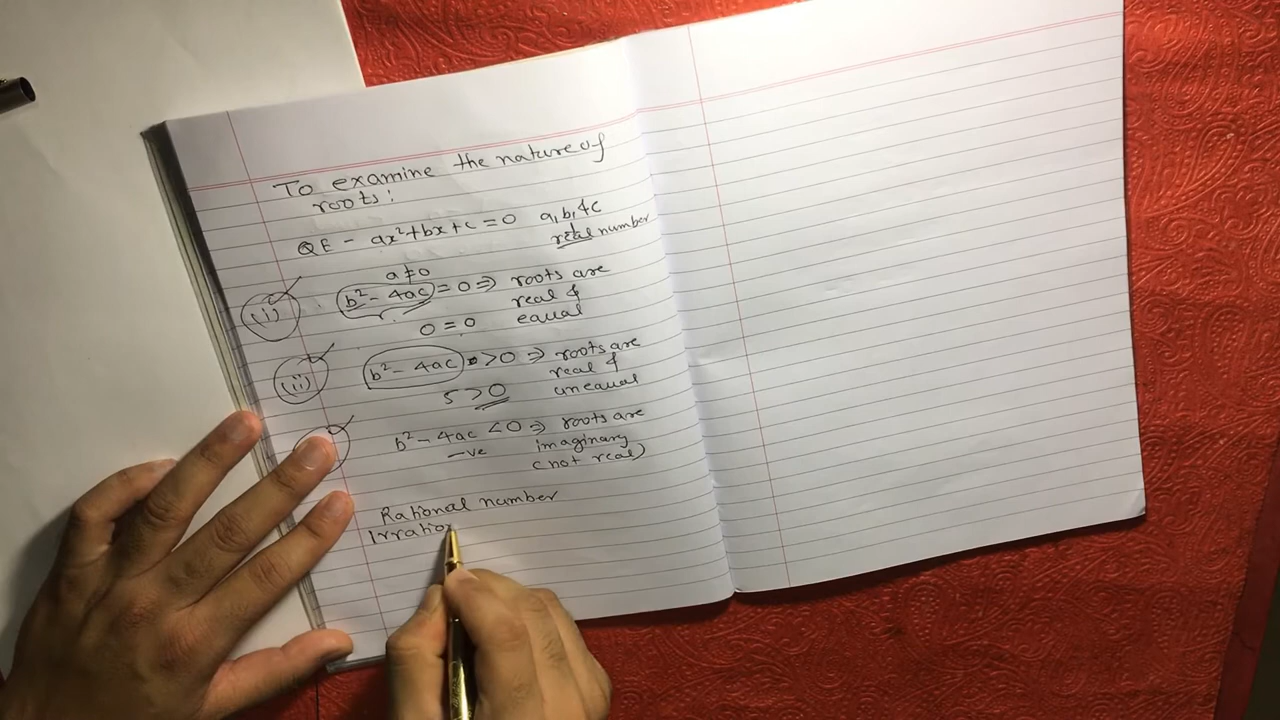 To examine the nature of
roots:
QE - ax²+bx+c=0 a, b, & c
real number
a≠0
(i) b²-4ac = 0 ⇒ roots are
real &
0=0 equal
(ii) b²-4ac >0 ⇒ roots are
real &
5>0 unequal
b²-4ac <0 ⇒ roots are
-ve imaginary
(not real)
Rational number
Irration